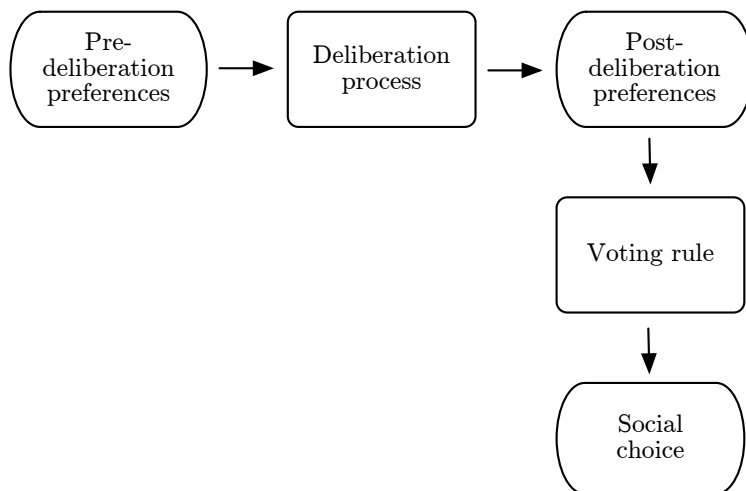 Pre-
deliberation
preferences
Deliberation
process
Post-
deliberation
preferences
Voting rule
Social
choice